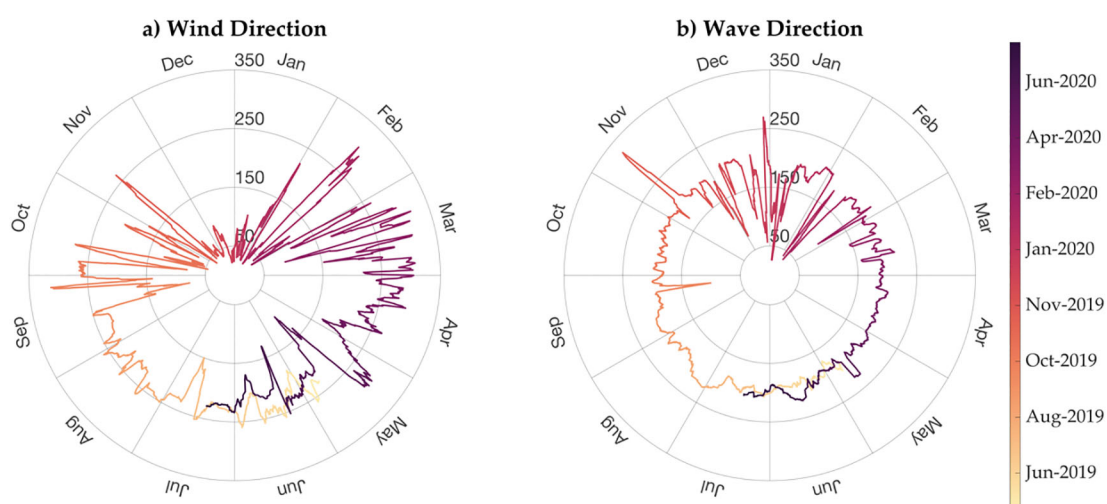 a) Wind Direction
Dec
350
Jan
Nov
250
Feb
150
Oct
50
Mar
Sep
Apr
Aug
May
Jul
Jun
b) Wave Direction
Dec
350
Jan
Nov
250
Feb
150
Oct
50
Mar
Sep
Apr
Aug
May
Jul
Jun
Jun-2020
Apr-2020
Feb-2020
Jan-2020
Nov-2019
Oct-2019
Aug-2019
Jun-2019